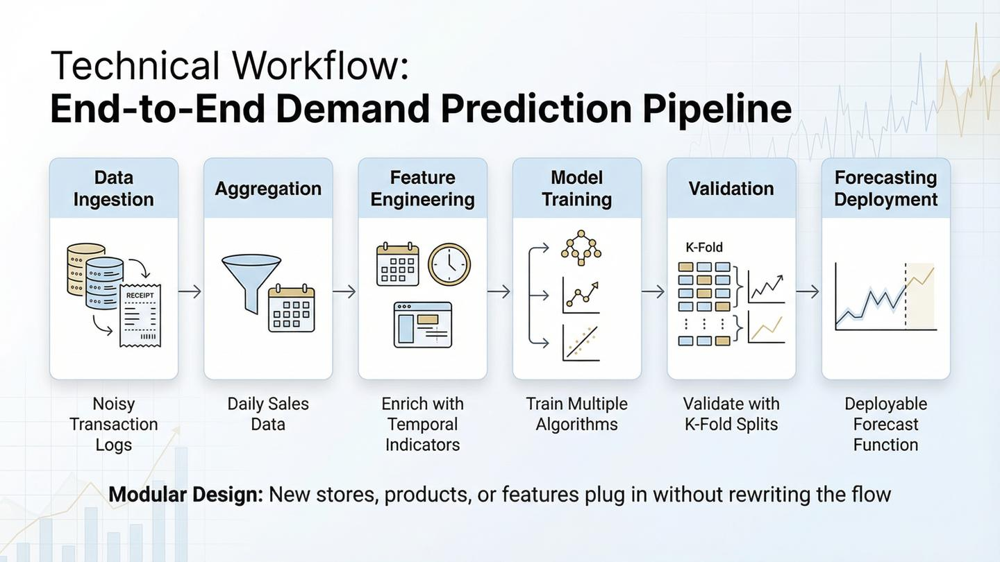 Technical Workflow:
End-to-End Demand Prediction Pipeline
Data
Ingestion
RECEIPT
Noisy
Transaction
Logs
Aggregation
Daily Sales
Data
Feature
Engineering
Enrich with
Temporal
Indicators
Model
Training
Train Multiple
Algorithms
Validation
K-Fold
Validate with
K-Fold Splits
Forecasting
Deployment
Deployable
Forecast
Function
Modular Design: New stores, products, or features plug in without rewriting the flow